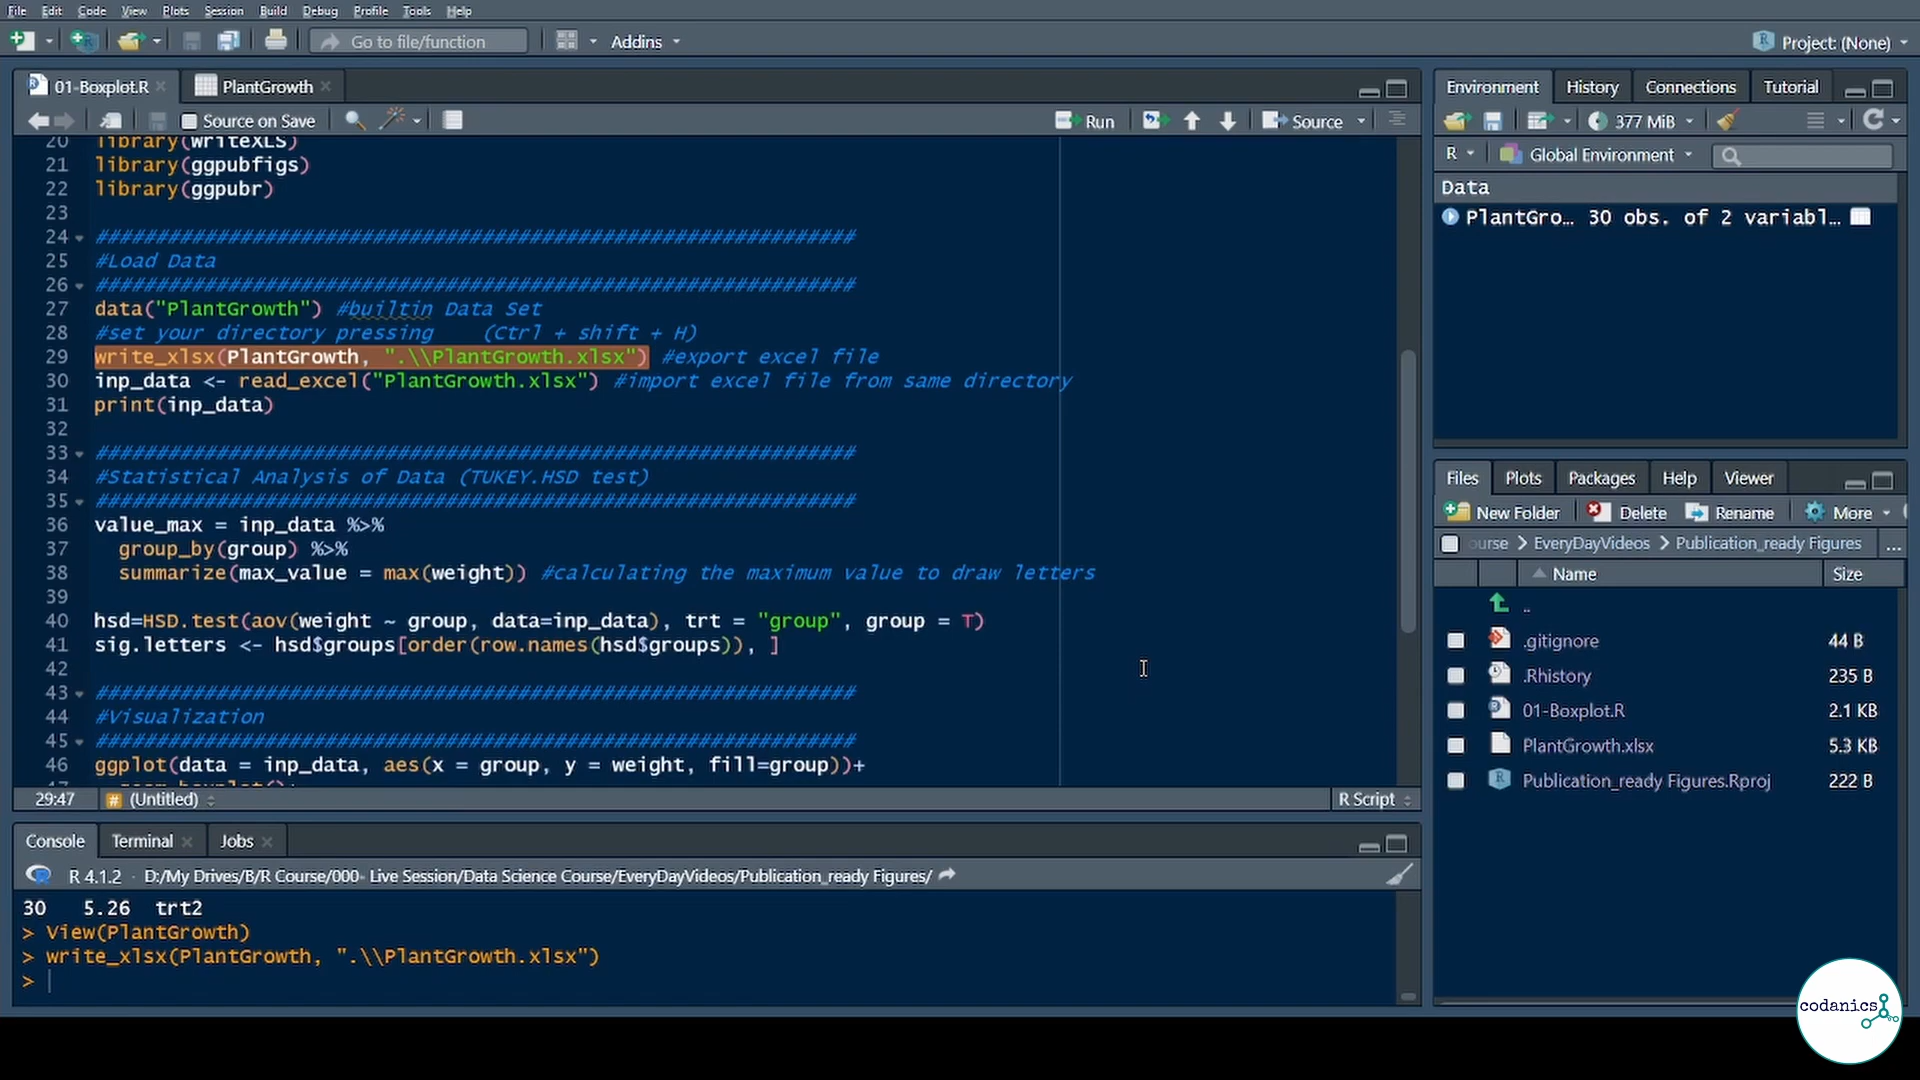 File Edit Code View Plots Session Build Debug Profile Tools Help
Go to file/function Addins Project: (None)
01-Boxplot.R PlantGrowth
Source on Save Run Source
20 library(writeXLS)
21 library(ggpubfigs)
22 library(ggpubr)
23
24 ###############################################################
25 #Load Data
26 ###############################################################
27 data("PlantGrowth") #builtin Data Set
28 #set your directory pressing    (Ctrl + shift + H)
29 write_xlsx(PlantGrowth, ".\\PlantGrowth.xlsx") #export excel file
30 inp_data <- read_excel("PlantGrowth.xlsx") #import excel file from same directory
31 print(inp_data)
32
33 ###############################################################
34 #Statistical Analysis of Data (TUKEY.HSD test)
35 ###############################################################
36 value_max = inp_data %>%
37   group_by(group) %>%
38   summarize(max_value = max(weight)) #calculating the maximum value to draw letters
39
40 hsd=HSD.test(aov(weight ~ group, data=inp_data), trt = "group", group = T)
41 sig.letters <- hsd$groups[order(row.names(hsd$groups)), ]
42
43 ###############################################################
44 #Visualization
45 ###############################################################
46 ggplot(data = inp_data, aes(x = group, y = weight, fill=group))+
29:47 # (Untitled) R Script
Console Terminal Jobs
R 4.1.2 · D:/My Drives/B/R Course/000- Live Session/Data Science Course/EveryDayVideos/Publication_ready Figures/
30   5.26  trt2
> View(PlantGrowth)
> write_xlsx(PlantGrowth, ".\\PlantGrowth.xlsx")
>
Environment History Connections Tutorial
377 MiB
R Global Environment
Data
PlantGro… 30 obs. of 2 variabl…
Files Plots Packages Help Viewer
New Folder Delete Rename More
ourse EveryDayVideos Publication_ready Figures ...
Name Size
..
.gitignore 44 B
.Rhistory 235 B
01-Boxplot.R 2.1 KB
PlantGrowth.xlsx 5.3 KB
Publication_ready Figures.Rproj 222 B
codanics